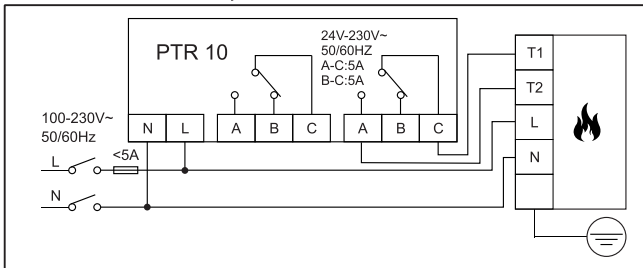 PTR 10
24V-230V~
50/60HZ
A-C:5A
B-C:5A
100-230V~
50/60Hz
L
<5A
N
N L A B C A B C
T1
T2
L
N